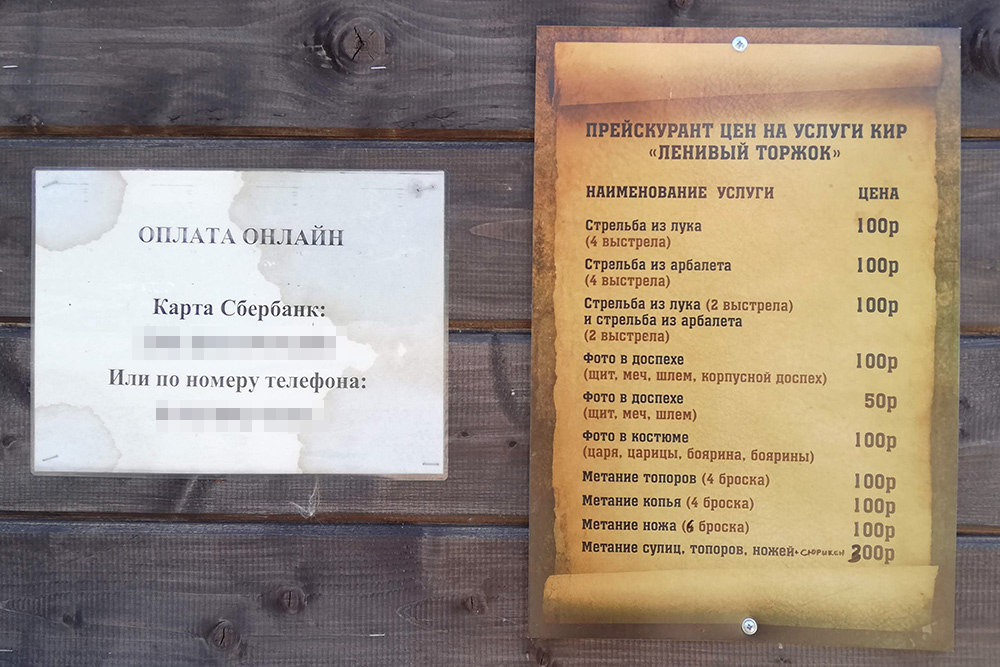 ОПЛАТА ОНЛАЙН
Карта Сбербанк:
Или по номеру телефона:
ПРЕЙСКУРАНТ ЦЕН НА УСЛУГИ КИР
«ЛЕНИВЫЙ ТОРЖОК»
НАИМЕНОВАНИЕ УСЛУГИ ЦЕНА
Стрельба из лука 100р
(4 выстрела)
Стрельба из арбалета 100р
(4 выстрела)
Стрельба из лука (2 выстрела) 100р
и стрельба из арбалета
(2 выстрела)
Фото в доспехе 100р
(щит, меч, шлем, корпусной доспех)
Фото в доспехе 50р
(щит, меч, шлем)
Фото в костюме 100р
(царя, царицы, боярина, боярины)
Метание топоров (4 броска) 100р
Метание копья (4 броска) 100р
Метание ножа (6 броска) 100р
Метание сулиц, топоров, ножей+сюрикен 300р